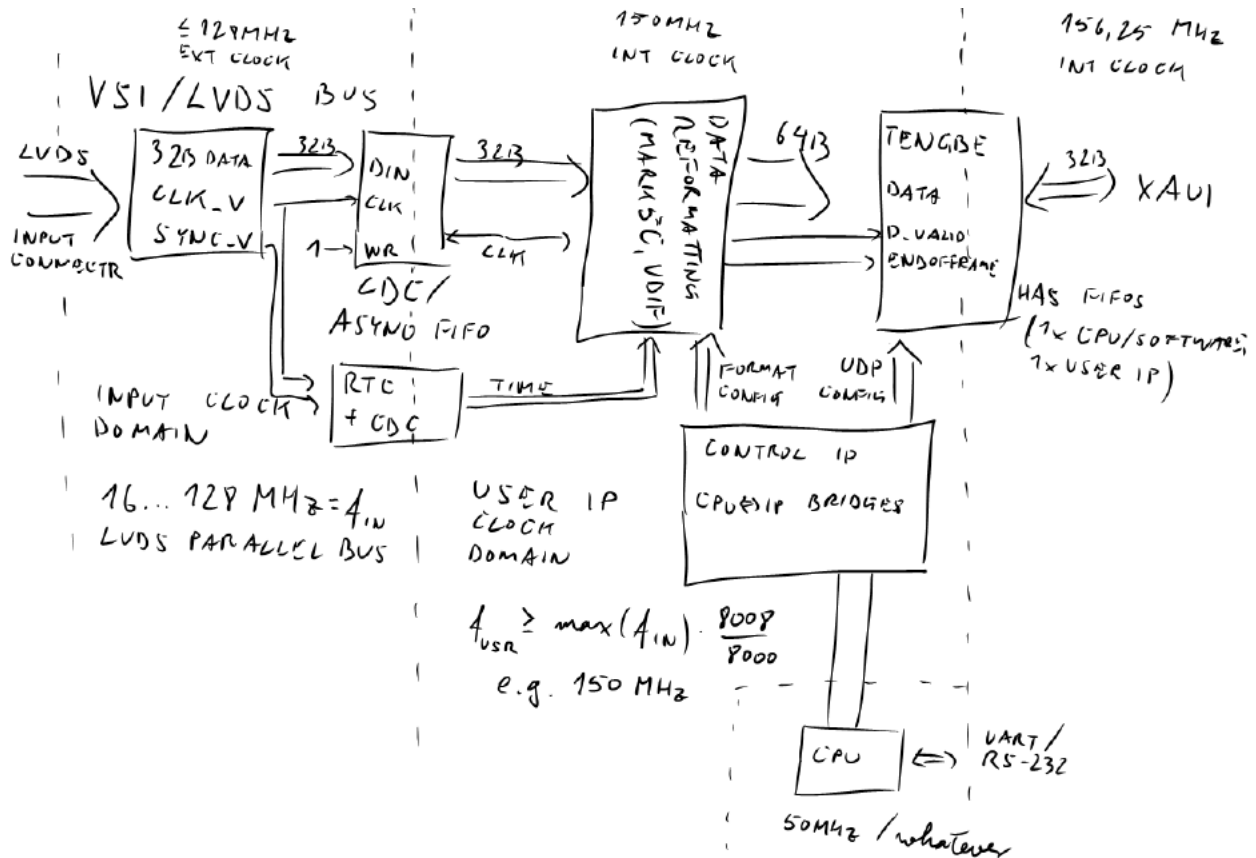 ≤ 128MHz
EXT CLOCK
150MHz
INT CLOCK
156,25 MHz
INT CLOCK
VSI/LVDS BUS
LVDS
INPUT
CONNECTR
32B DATA
CLK_V
SYNC_V
32B
DIN
CLK
1→ WR
CDC/
ASYNC FIFO
32B
CLK
DATA
REFORMATTING
(MARK5C, VDIF)
64B
TENGBE
DATA
D_VALID
ENDOFFRAME
32B
XAUI
HAS FIFOS
(1x CPU/SOFTWARE,
1x USER IP)
RTC
+ CDC
TIME
FORMAT
CONFIG
UDP
CONFIG
INPUT CLOCK
DOMAIN
16...128 MHz = f_IN
LVDS PARALLEL BUS
USER IP
CLOCK
DOMAIN
CONTROL IP
CPU⇔IP BRIDGES
f_USR ≥ max(f_IN) · 8008
8000
e.g. 150 MHz
CPU
UART/
RS-232
50MHz / whatever